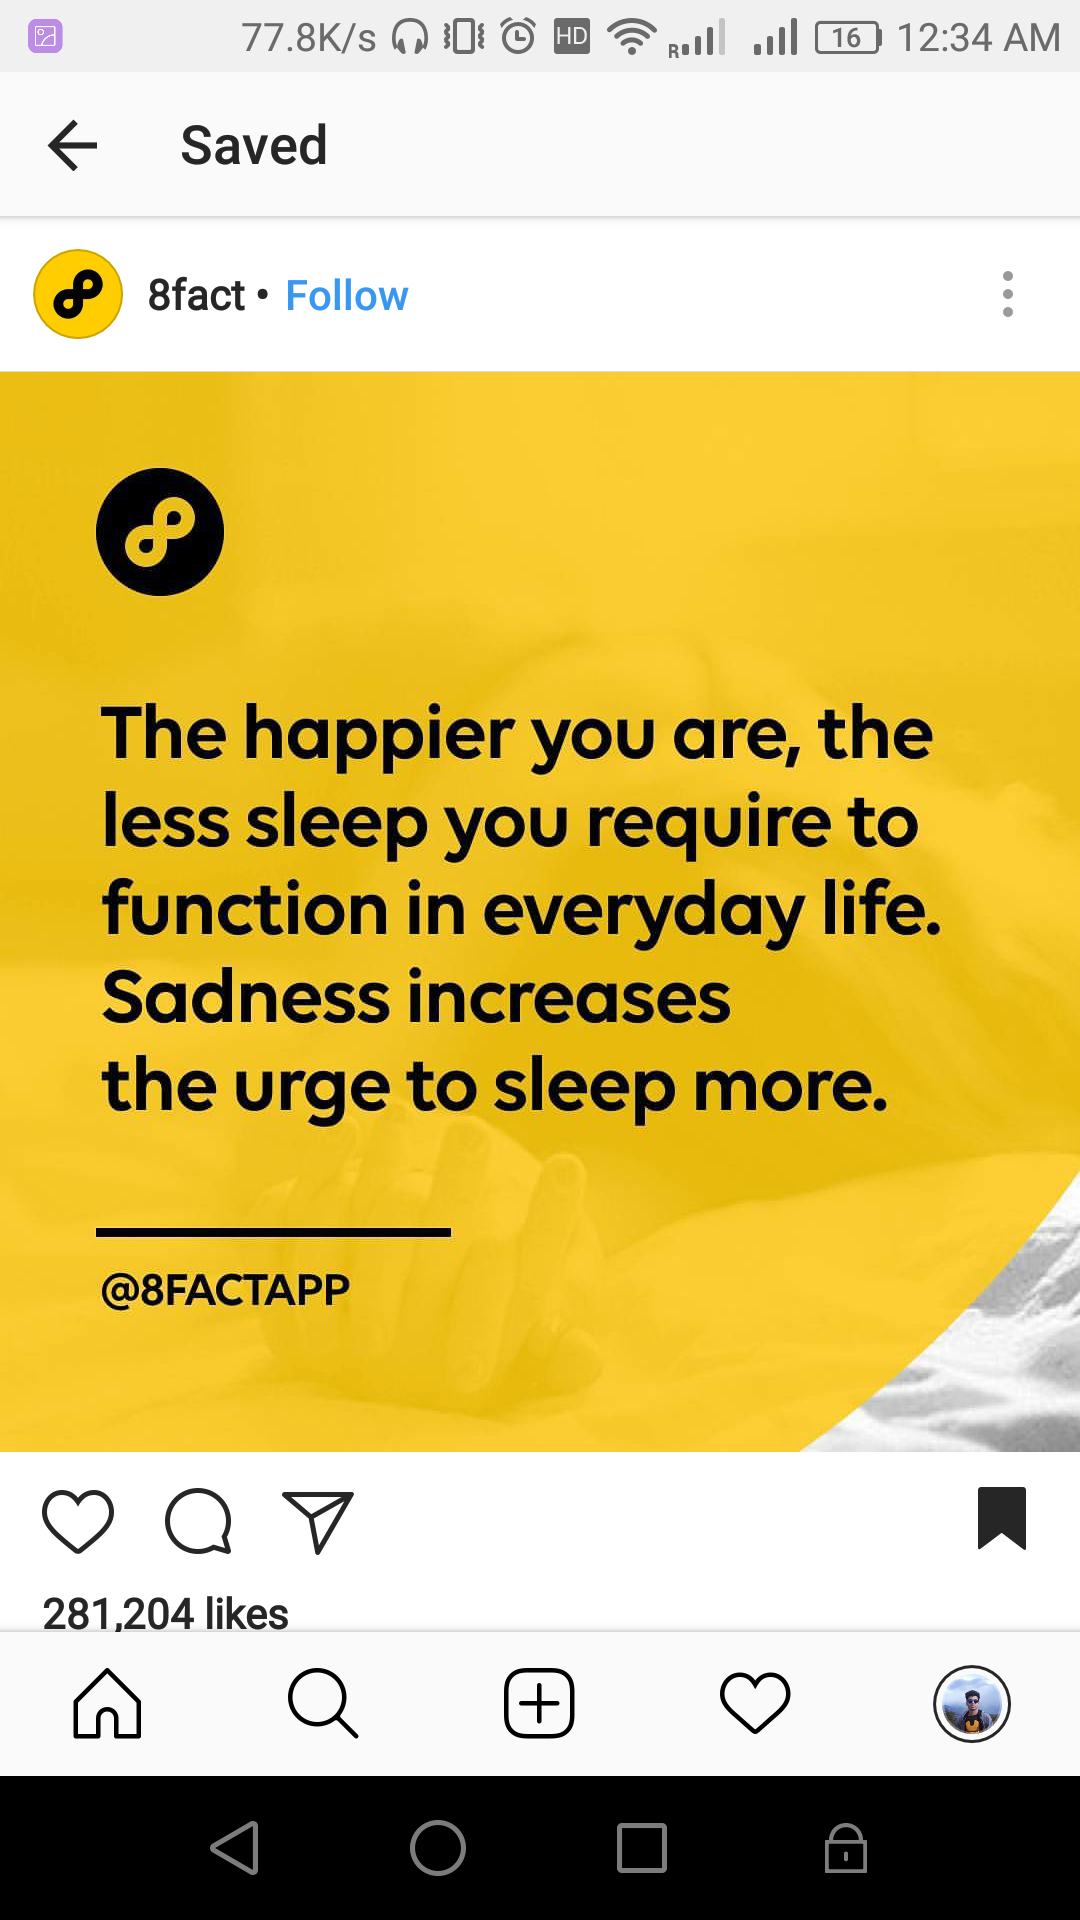 77.8K/s HD R 16 12:34 AM
Saved
8fact • Follow
The happier you are, the
less sleep you require to
function in everyday life.
Sadness increases
the urge to sleep more.
@8FACTAPP
281,204 likes